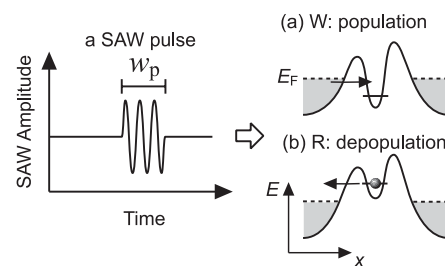 a SAW pulse
wp
SAW Amplitude
Time
(a) W: population
EF
(b) R: depopulation
E
x